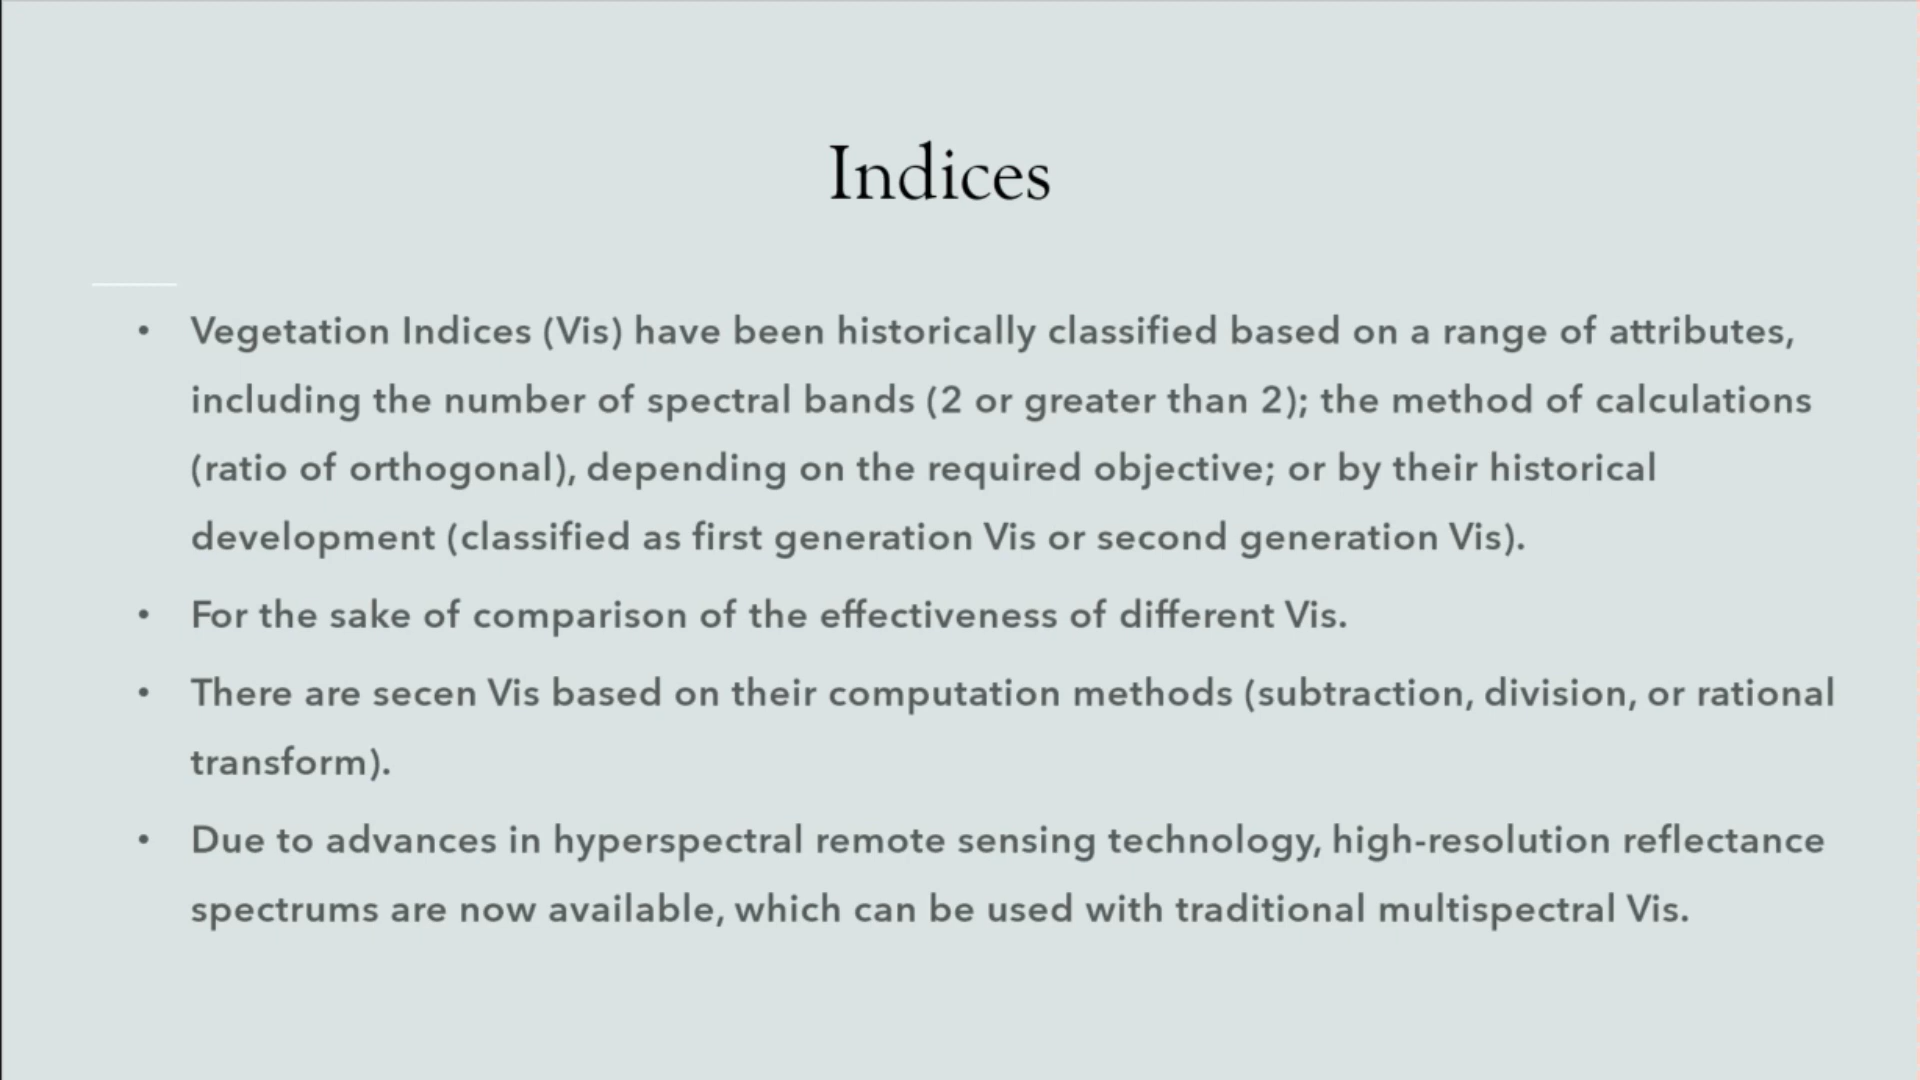 Indices
• Vegetation Indices (Vis) have been historically classified based on a range of attributes,
including the number of spectral bands (2 or greater than 2); the method of calculations
(ratio of orthogonal), depending on the required objective; or by their historical
development (classified as first generation Vis or second generation Vis).
• For the sake of comparison of the effectiveness of different Vis.
• There are secen Vis based on their computation methods (subtraction, division, or rational
transform).
• Due to advances in hyperspectral remote sensing technology, high-resolution reflectance
spectrums are now available, which can be used with traditional multispectral Vis.